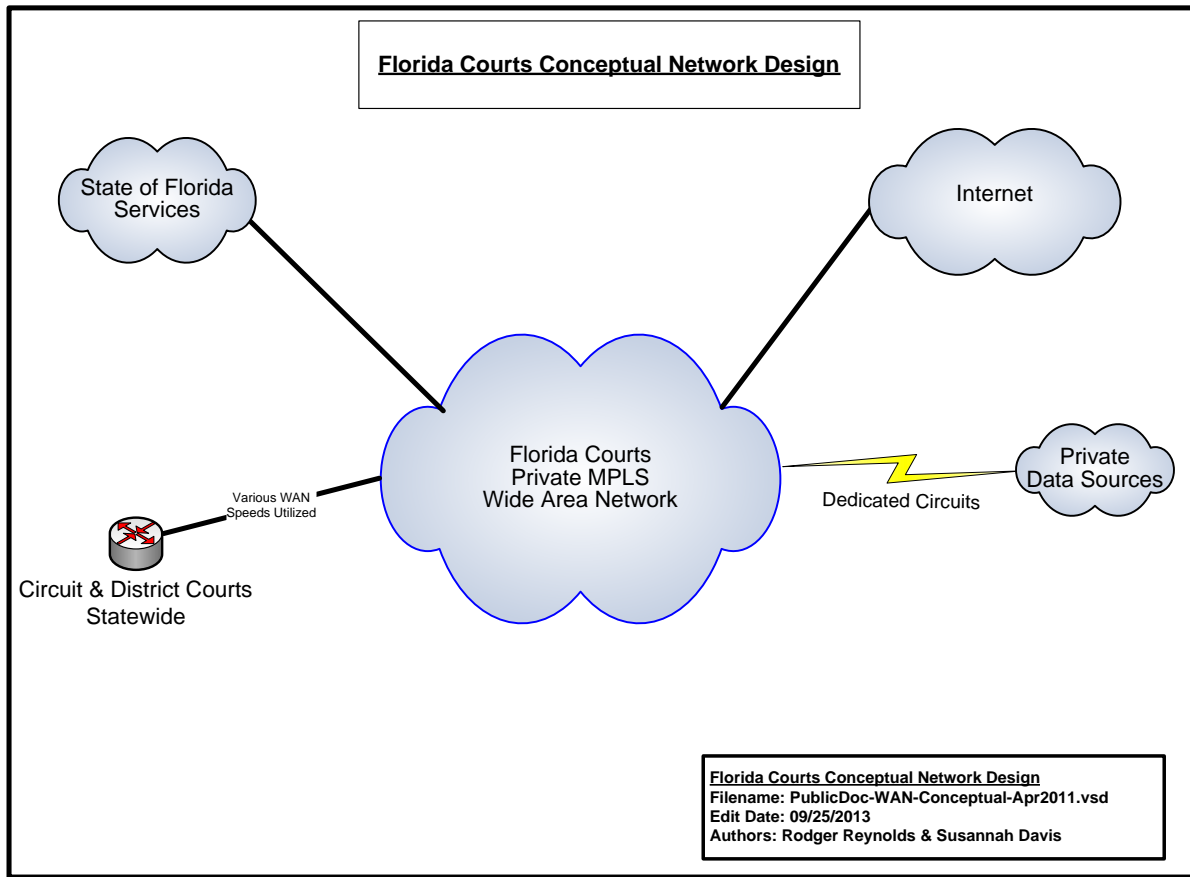 Florida Courts Conceptual Network Design
State of Florida
Services
Internet
Florida Courts
Private MPLS
Wide Area Network
Private
Data Sources
Dedicated Circuits
Various WAN
Speeds Utilized
Circuit & District Courts
Statewide
Florida Courts Conceptual Network Design
Filename: PublicDoc-WAN-Conceptual-Apr2011.vsd
Edit Date: 09/25/2013
Authors: Rodger Reynolds & Susannah Davis